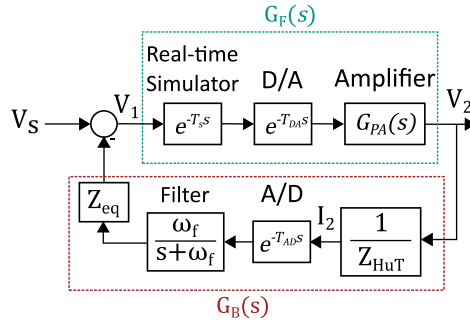 G_F(s)
Real-time
Simulator
D/A
Amplifier
V_S
V_1
e^{-T_S s}
e^{-T_{DA} s}
G_{PA}(s)
V_2
-
Z_eq
Filter
A/D
ω_f
s+ω_f
e^{-T_{AD} s}
I_2
1
Z_HuT
G_B(s)